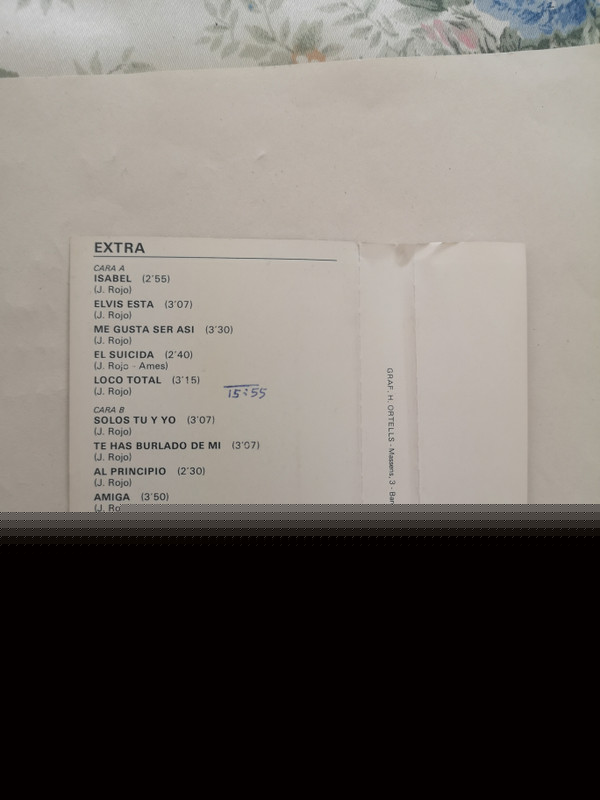 EXTRA
CARA A
ISABEL (2'55)
(J. Rojo)
ELVIS ESTA (3'07)
(J. Rojo)
ME GUSTA SER ASI (3'30)
(J. Rojo)
EL SUICIDA (2'40)
(J. Rojo - Ames)
LOCO TOTAL (3'15)
(J. Rojo)
15:55
CARA B
SOLOS TU Y YO (3'07)
(J. Rojo)
TE HAS BURLADO DE MI (3'07)
(J. Rojo)
AL PRINCIPIO (2'30)
(J. Rojo)
AMIGA (3'50)
(J. Ro
GRAF. H. ORTELLS - Massens, 3 - Bar